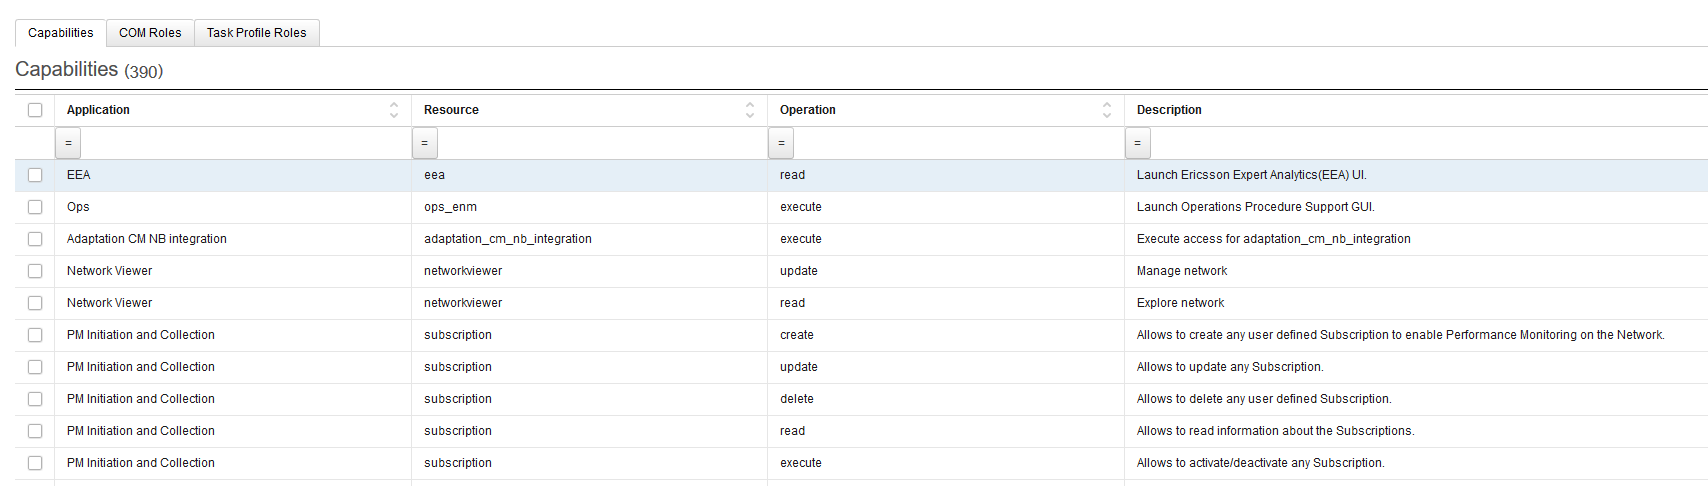 Capabilities COM Roles Task Profile Roles
Capabilities (390)
Application Resource Operation Description
= = = =
EEA eea read Launch Ericsson Expert Analytics(EEA) UI.
Ops ops_enm execute Launch Operations Procedure Support GUI.
Adaptation CM NB integration adaptation_cm_nb_integration execute Execute access for adaptation_cm_nb_integration
Network Viewer networkviewer update Manage network
Network Viewer networkviewer read Explore network
PM Initiation and Collection subscription create Allows to create any user defined Subscription to enable Performance Monitoring on the Network.
PM Initiation and Collection subscription update Allows to update any Subscription.
PM Initiation and Collection subscription delete Allows to delete any user defined Subscription.
PM Initiation and Collection subscription read Allows to read information about the Subscriptions.
PM Initiation and Collection subscription execute Allows to activate/deactivate any Subscription.